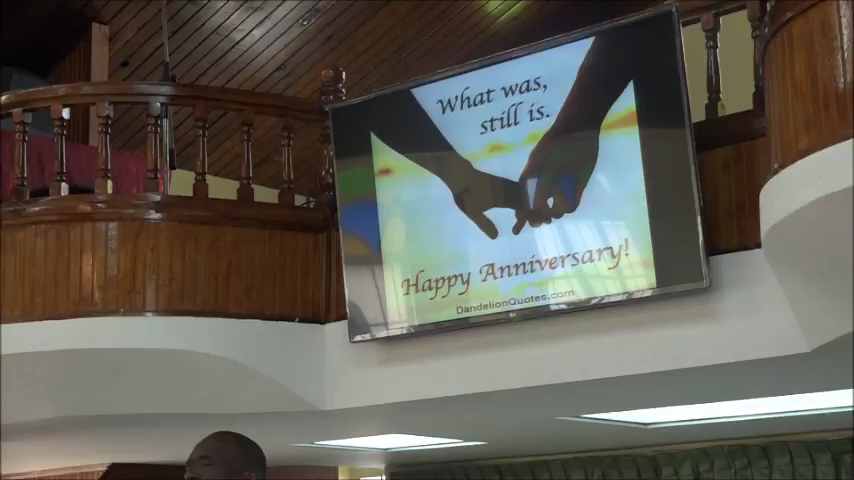 What was,
still is.
Happy Anniversary!
DandelionQuotes.com